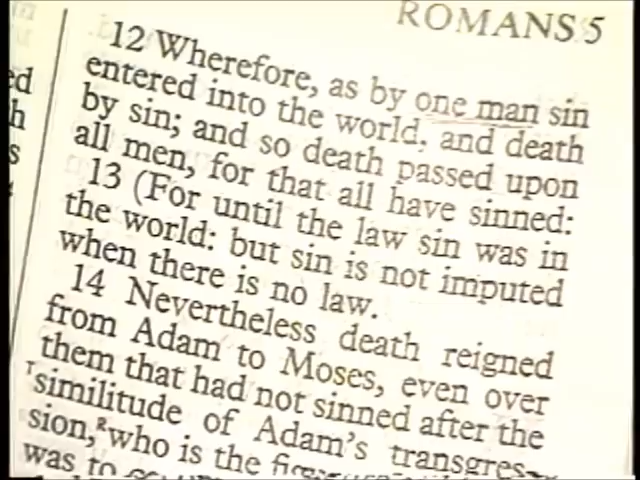 ROMANS 5
12 Wherefore, as by one man sin
entered into the world, and death
by sin; and so death passed upon
all men, for that all have sinned:
13 (For until the law sin was in
the world: but sin is not imputed
when there is no law.
14 Nevertheless death reigned
from Adam to Moses, even over
them that had not sinned after the
similitude of Adam's transgres-
sion, who is the
was to
ed
h
s